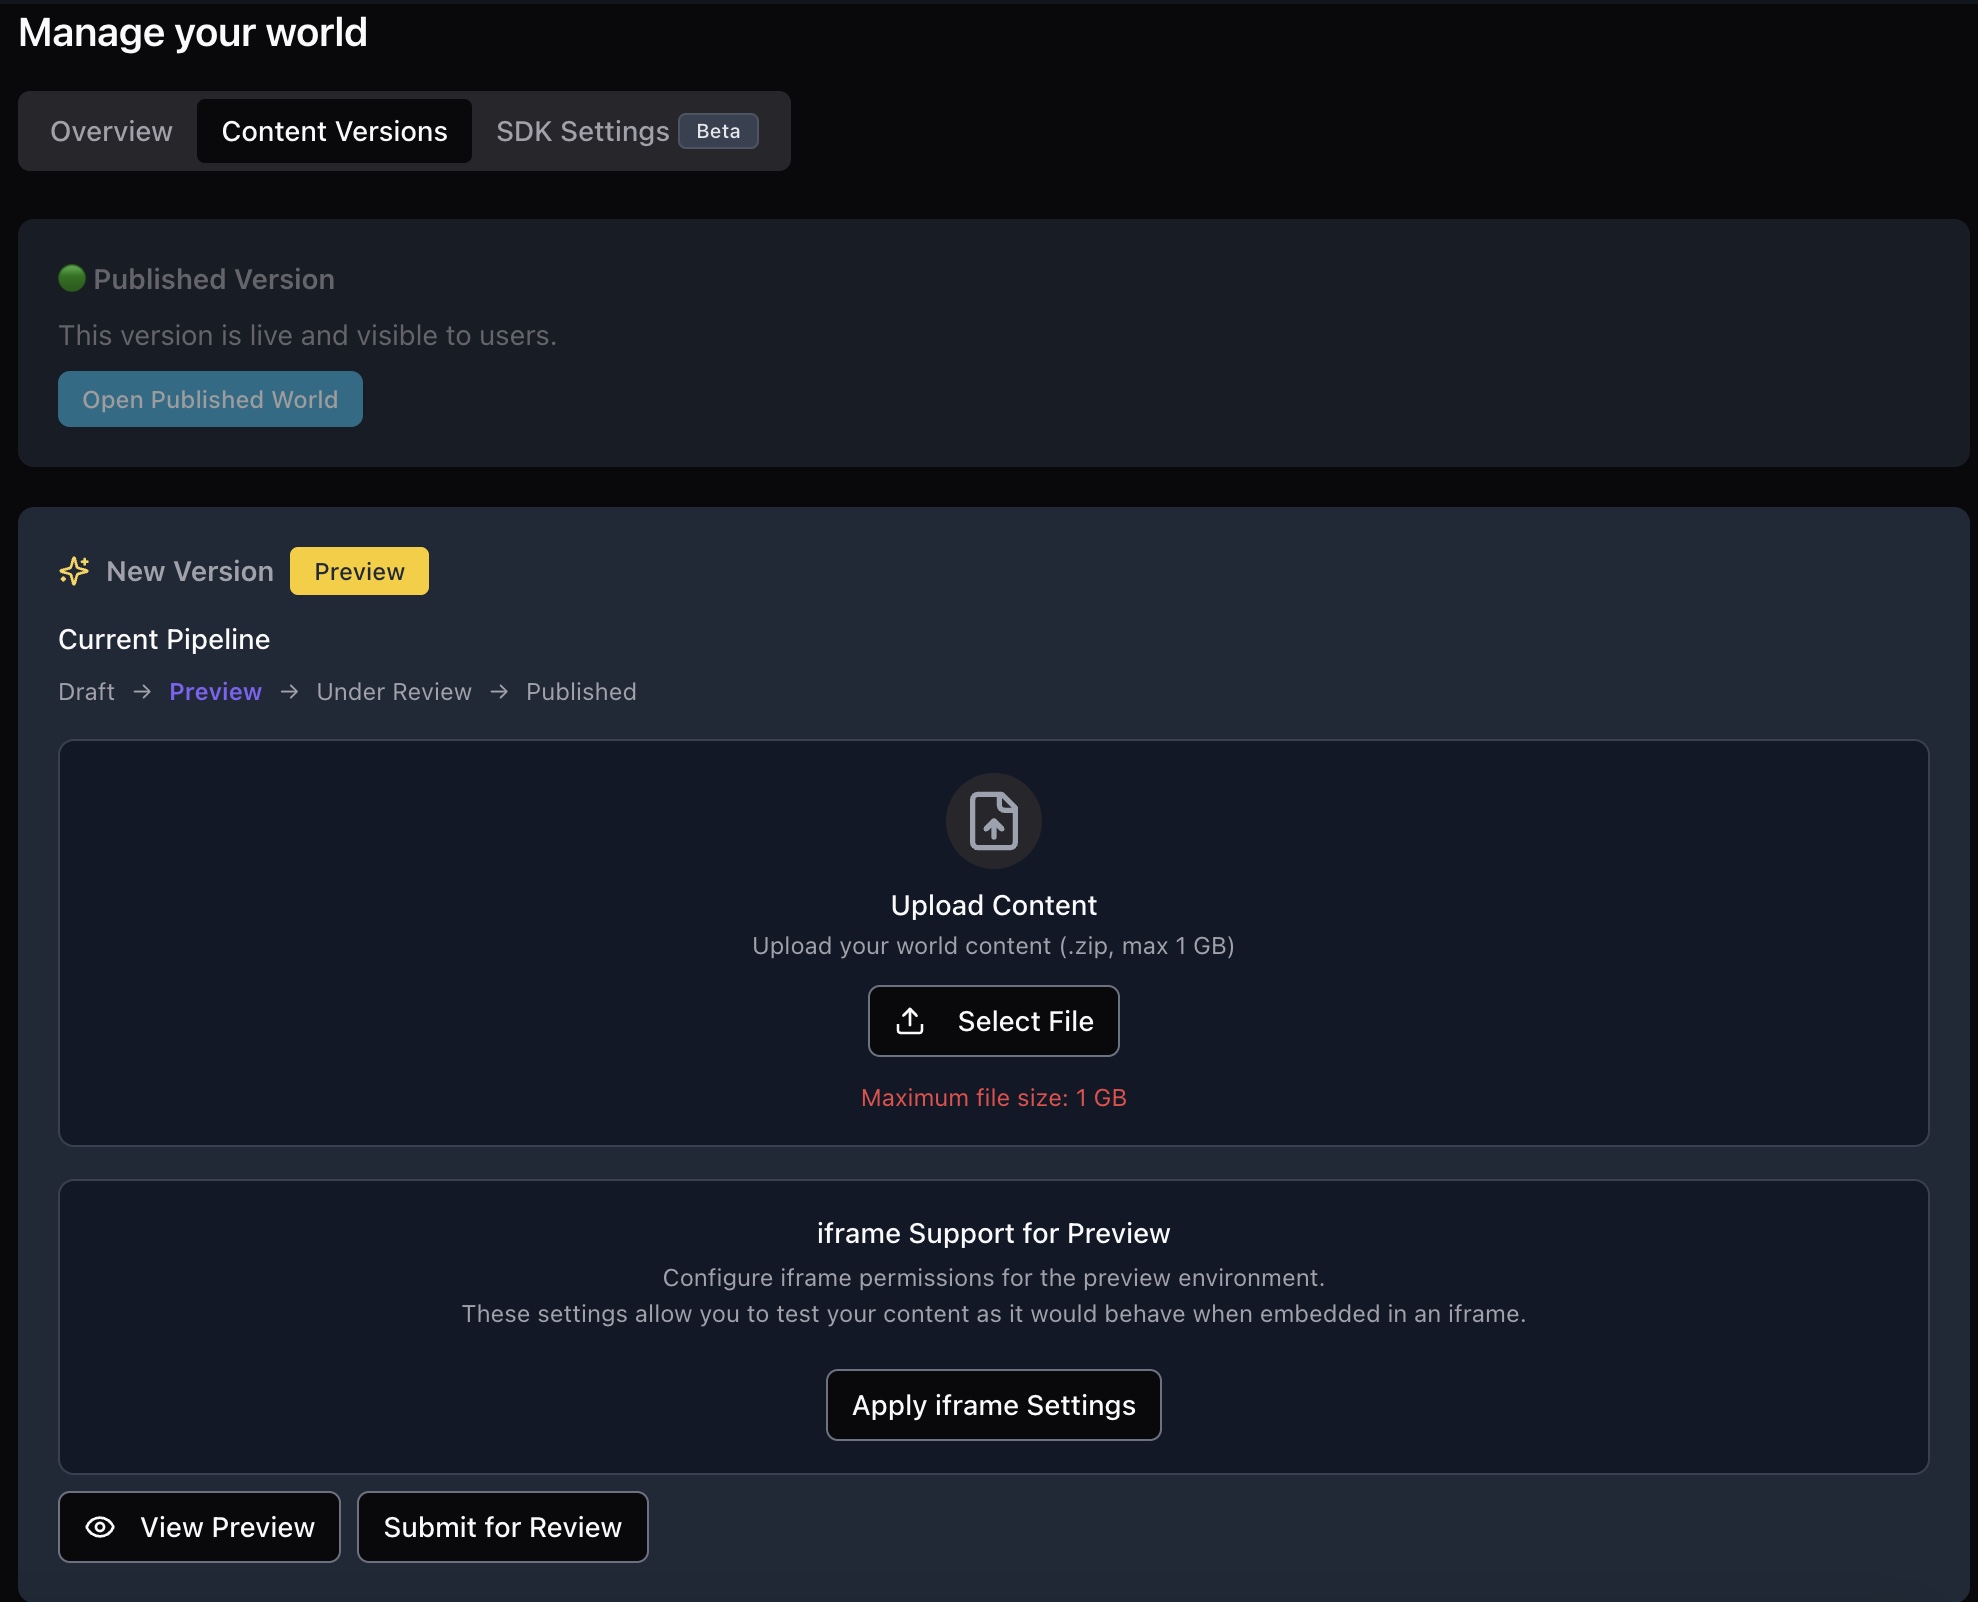 Manage your world
Overview Content Versions SDK Settings Beta
Published Version
This version is live and visible to users.
Open Published World
New Version Preview
Current Pipeline
Draft → Preview → Under Review → Published
Upload Content
Upload your world content (.zip, max 1 GB)
Select File
Maximum file size: 1 GB
iframe Support for Preview
Configure iframe permissions for the preview environment.
These settings allow you to test your content as it would behave when embedded in an iframe.
Apply iframe Settings
View Preview Submit for Review